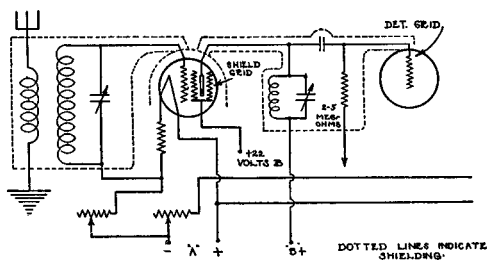 DET. GRID
SHIELD
GRID
2-5
MEG-
OHMS
+22
VOLTS B
- "A" +
"B+
DOTTED LINES INDICATE
SHIELDING.